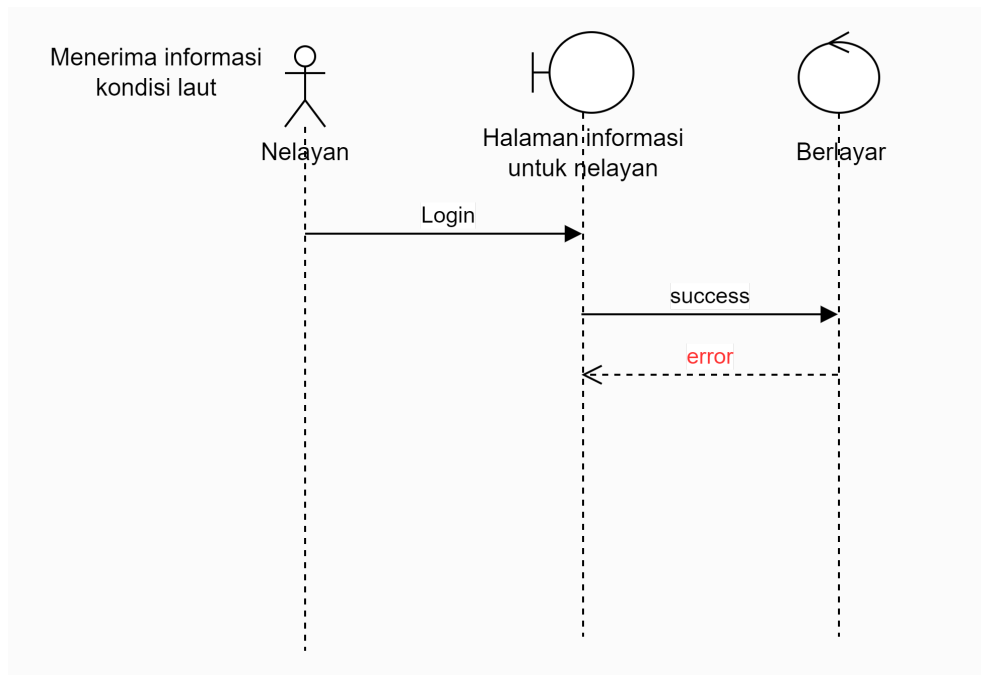 Menerima informasi
kondisi laut
Nelayan
Halaman informasi
untuk nelayan
Berlayar
Login
success
error